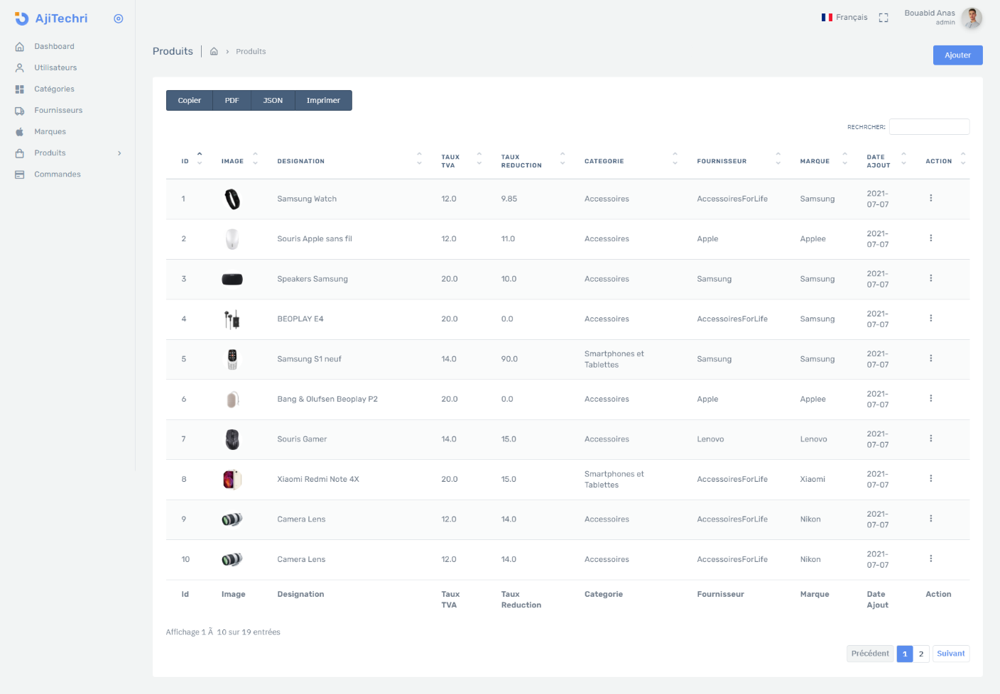 AjiTechri
Français
Bouabid Anas
admin
Dashboard
Utilisateurs
Catégories
Fournisseurs
Marques
Produits
Commandes
Produits
Produits
Ajouter
Copier PDF JSON Imprimer
RECHRCHER:
ID IMAGE DESIGNATION TAUX TVA TAUX REDUCTION CATEGORIE FOURNISSEUR MARQUE DATE AJOUT ACTION
1 Samsung Watch 12.0 9.85 Accessoires AccessoiresForLife Samsung 2021-07-07
2 Souris Apple sans fil 12.0 11.0 Accessoires Apple Applee 2021-07-07
3 Speakers Samsung 20.0 10.0 Accessoires Samsung Samsung 2021-07-07
4 BEOPLAY E4 20.0 0.0 Accessoires AccessoiresForLife Samsung 2021-07-07
5 Samsung S1 neuf 14.0 90.0 Smartphones et Tablettes Samsung Samsung 2021-07-07
6 Bang & Olufsen Beoplay P2 20.0 0.0 Accessoires Apple Applee 2021-07-07
7 Souris Gamer 14.0 15.0 Accessoires Lenovo Lenovo 2021-07-07
8 Xiaomi Redmi Note 4X 20.0 15.0 Smartphones et Tablettes AccessoiresForLife Xiaomi 2021-07-07
9 Camera Lens 12.0 14.0 Accessoires AccessoiresForLife Nikon 2021-07-07
10 Camera Lens 12.0 14.0 Accessoires AccessoiresForLife Nikon 2021-07-07
Id Image Designation Taux TVA Taux Reduction Categorie Fournisseur Marque Date Ajout Action
Affichage 1 Ã  10 sur 19 entrées
Précédent 1 2 Suivant